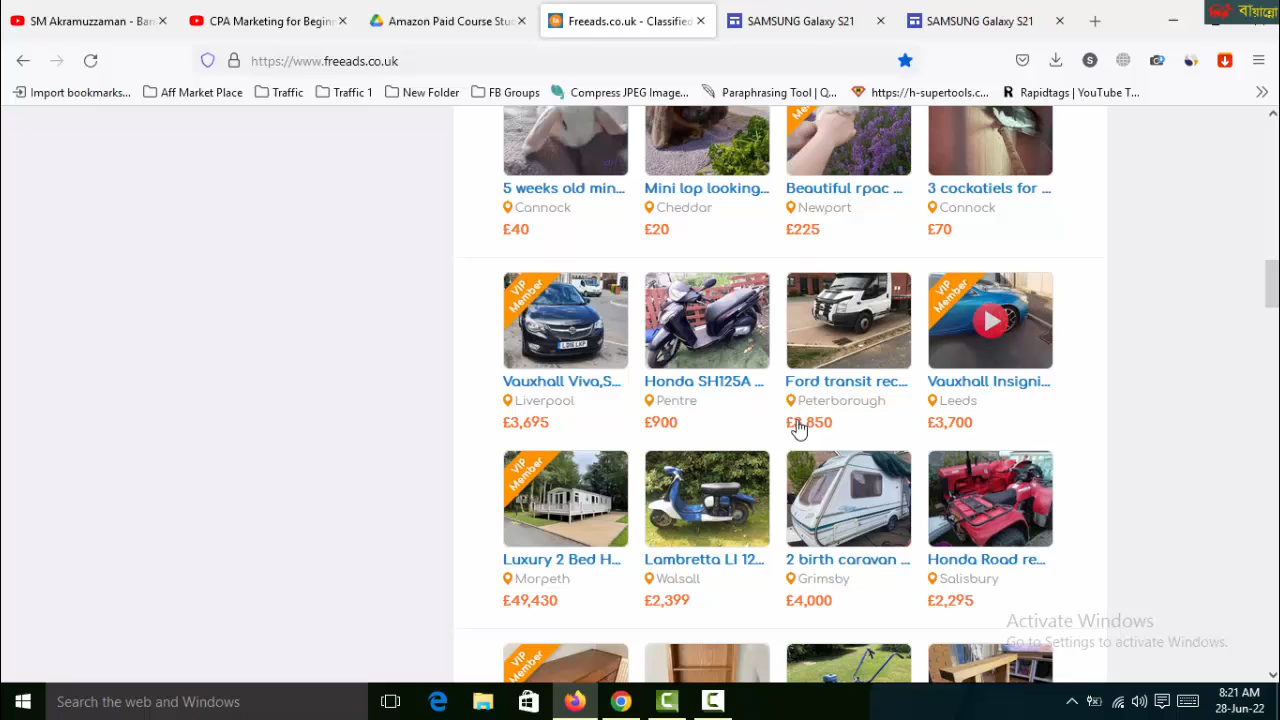 SM Akramuzzaman - Ban
CPA Marketing for Beginn
Amazon Paid Course Stu
Freeads.co.uk - Classified
SAMSUNG Galaxy S21
SAMSUNG Galaxy S21
বায়ান্নো
https://www.freeads.co.uk
Import bookmarks...
Aff Market Place
Traffic
Traffic 1
New Folder
FB Groups
Compress JPEG Image...
Paraphrasing Tool | Q...
https://h-supertools.c...
Rapidtags | YouTube T...
5 weeks old min...
Mini lop looking...
Beautiful rpac ...
3 cockatiels for ...
Cannock
Cheddar
Newport
Cannock
£40
£20
£225
£70
VIP Member
VIP Member
Vauxhall Viva,S...
Honda SH125A ...
Ford transit rec...
Vauxhall Insigni...
Liverpool
Pentre
Peterborough
Leeds
£3,695
£900
850
£3,700
VIP Member
Luxury 2 Bed H...
Lambretta LI 12...
2 birth caravan ...
Honda Road re...
Morpeth
Walsall
Grimsby
Salisbury
£49,430
£2,399
£4,000
£2,295
VIP
Activate Windows
Go to Settings to activate Windows.
Search the web and Windows
8:21 AM
28-Jun-22